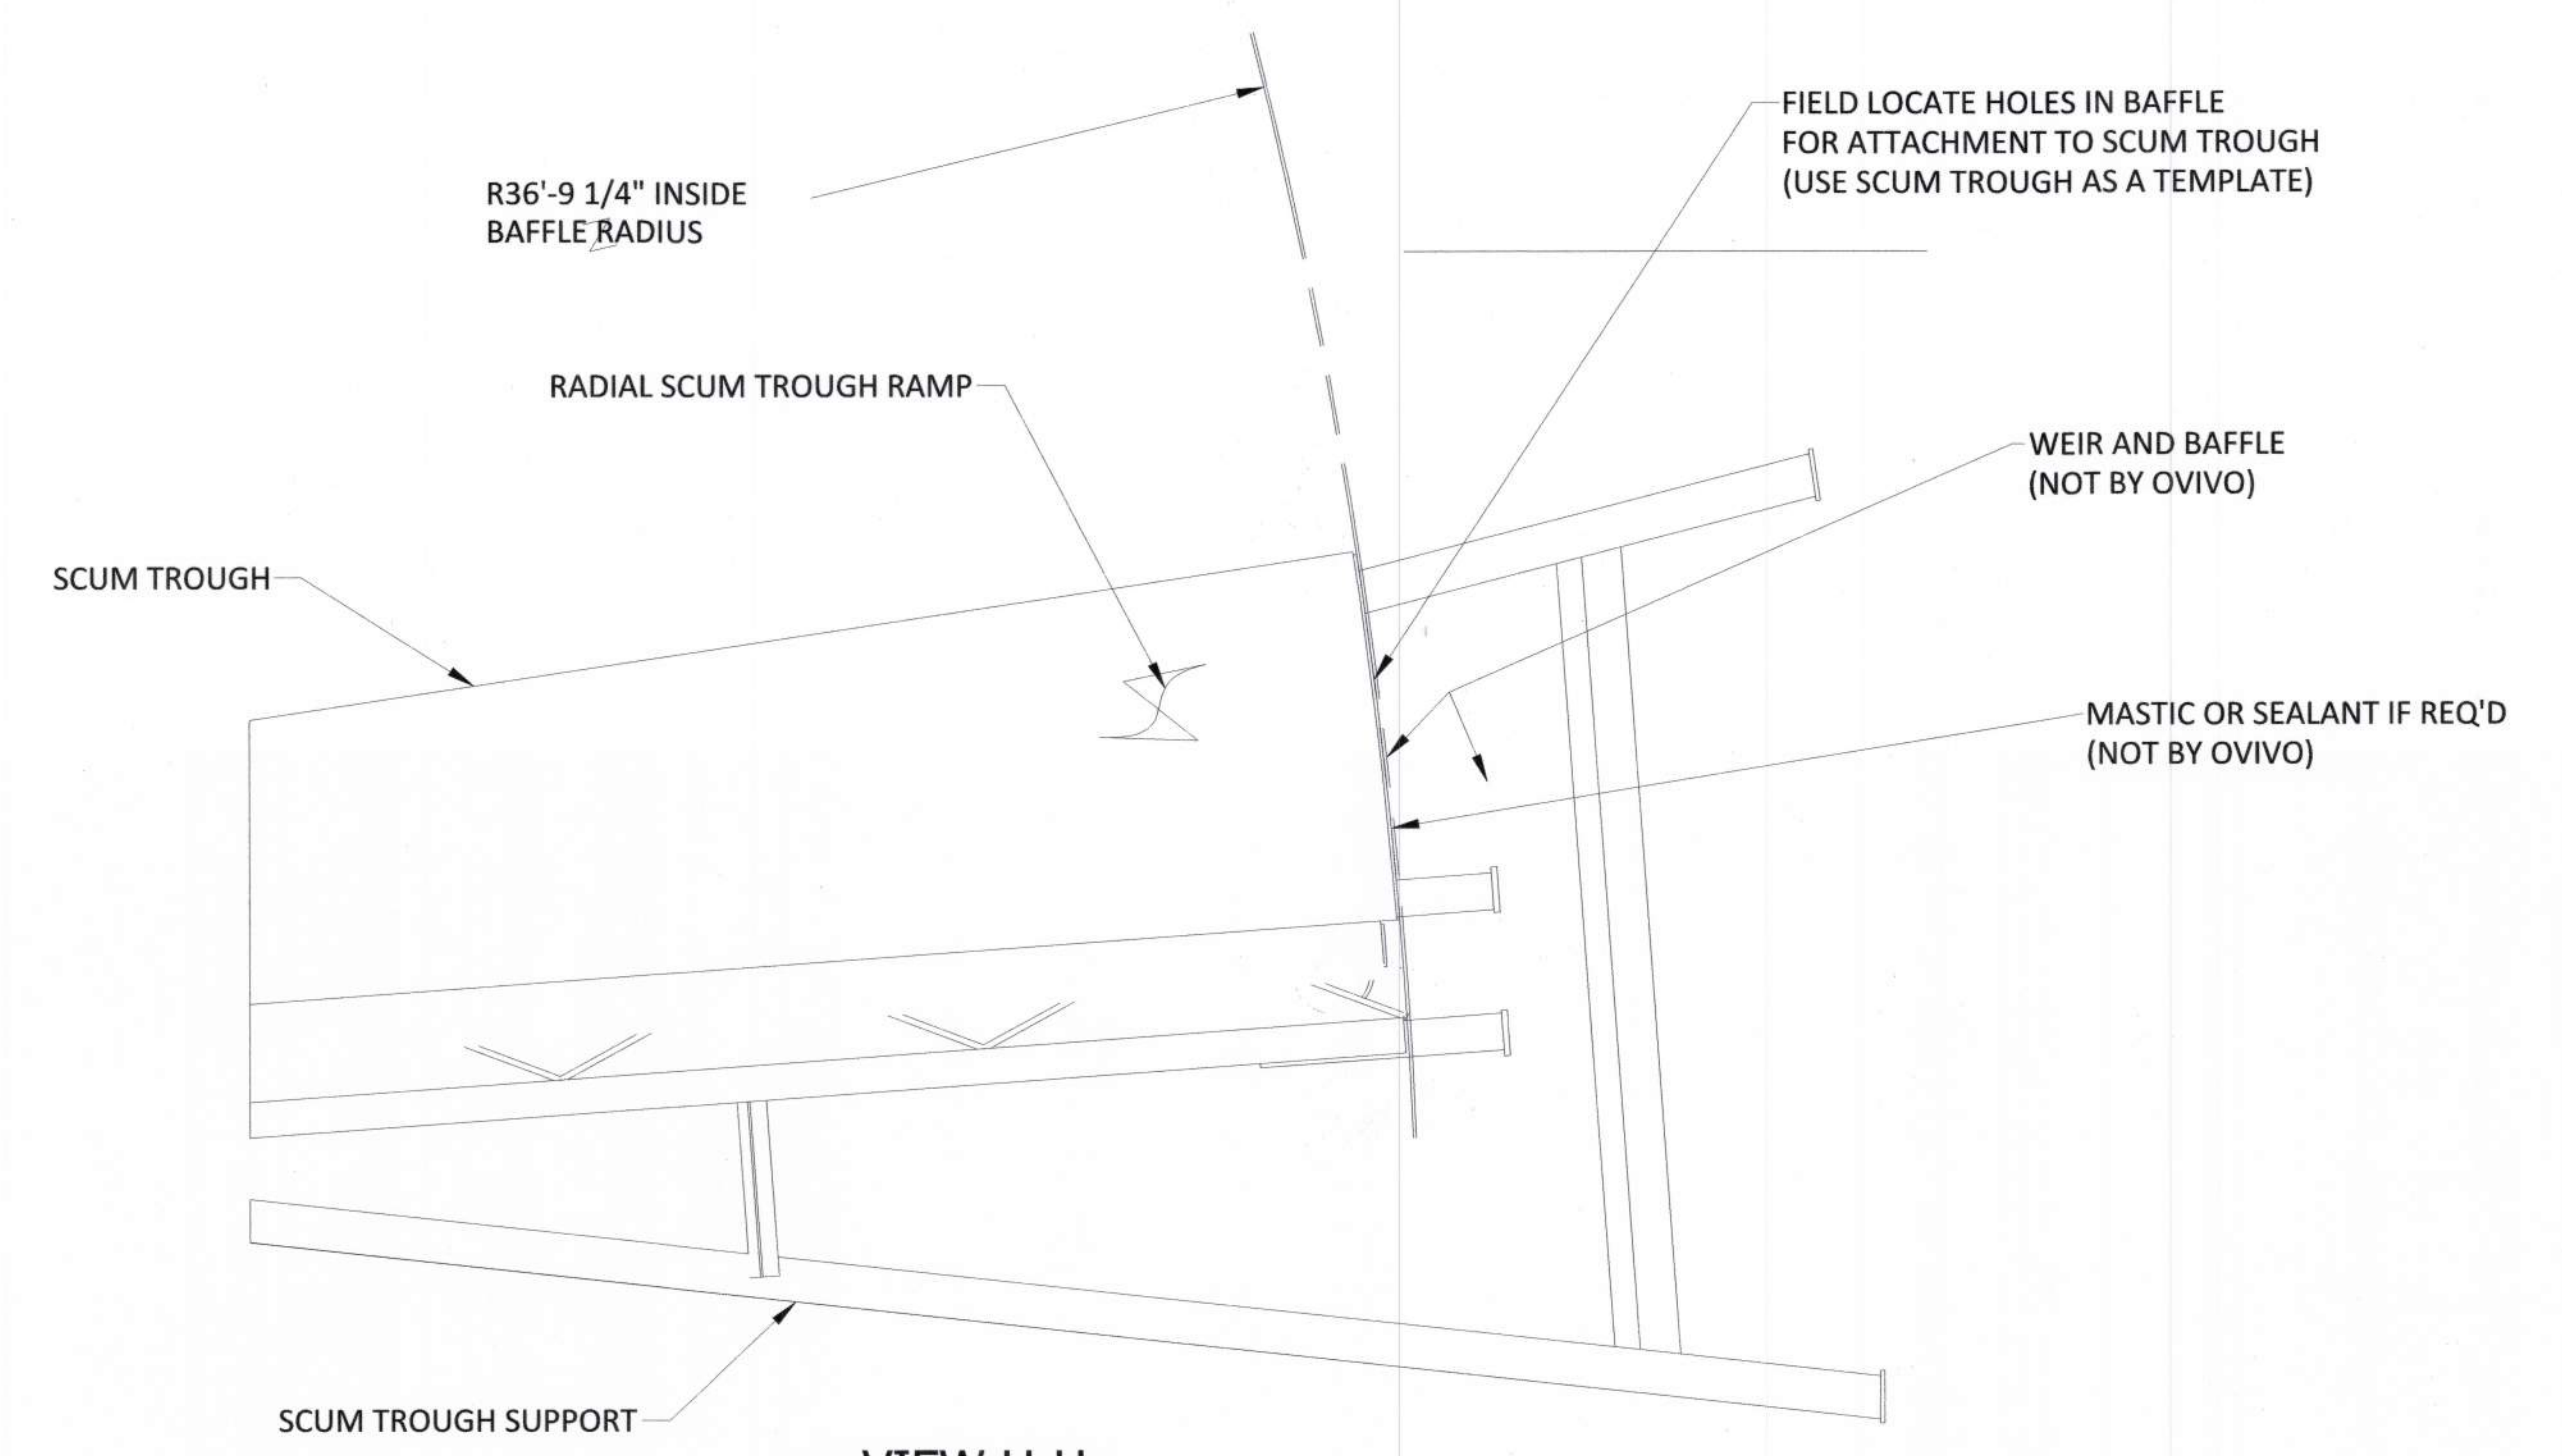 R36'-9 1/4" INSIDE
BAFFLE RADIUS
FIELD LOCATE HOLES IN BAFFLE
FOR ATTACHMENT TO SCUM TROUGH
(USE SCUM TROUGH AS A TEMPLATE)
RADIAL SCUM TROUGH RAMP
WEIR AND BAFFLE
(NOT BY OVIVO)
SCUM TROUGH
MASTIC OR SEALANT IF REQ'D
(NOT BY OVIVO)
SCUM TROUGH SUPPORT
VIEW